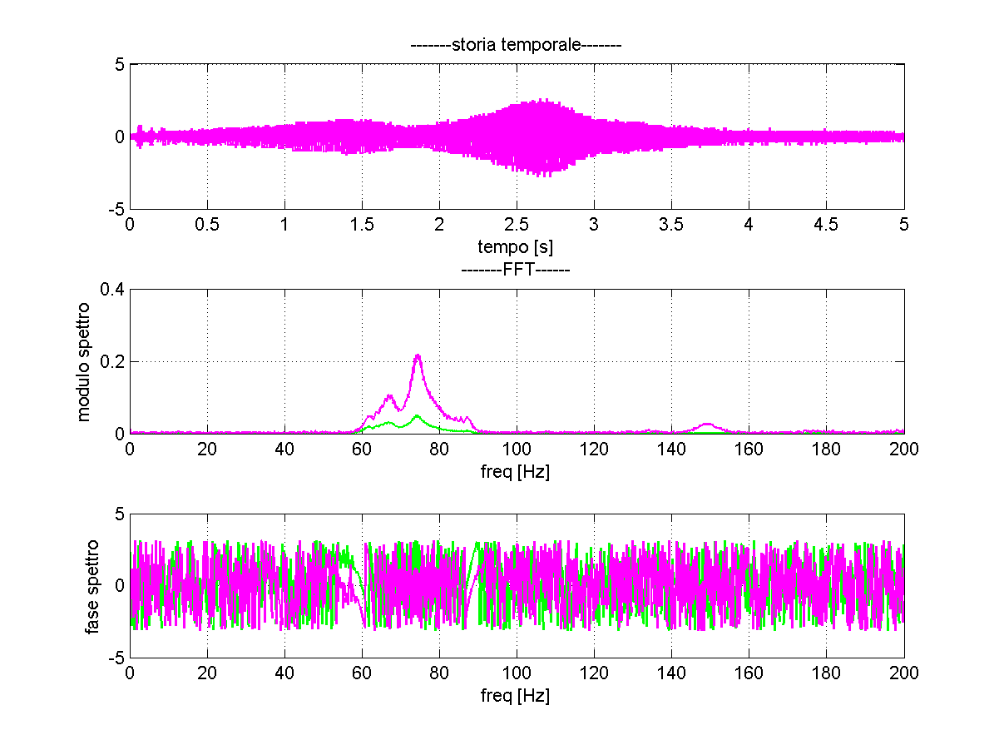 -------storia temporale-------
5
0
-5
0 0.5 1 1.5 2 2.5 3 3.5 4 4.5 5
tempo [s]
-------FFT------
modulo spettro
0.4
0.2
0
0 20 40 60 80 100 120 140 160 180 200
freq [Hz]
fase spettro
5
0
-5
0 20 40 60 80 100 120 140 160 180 200
freq [Hz]